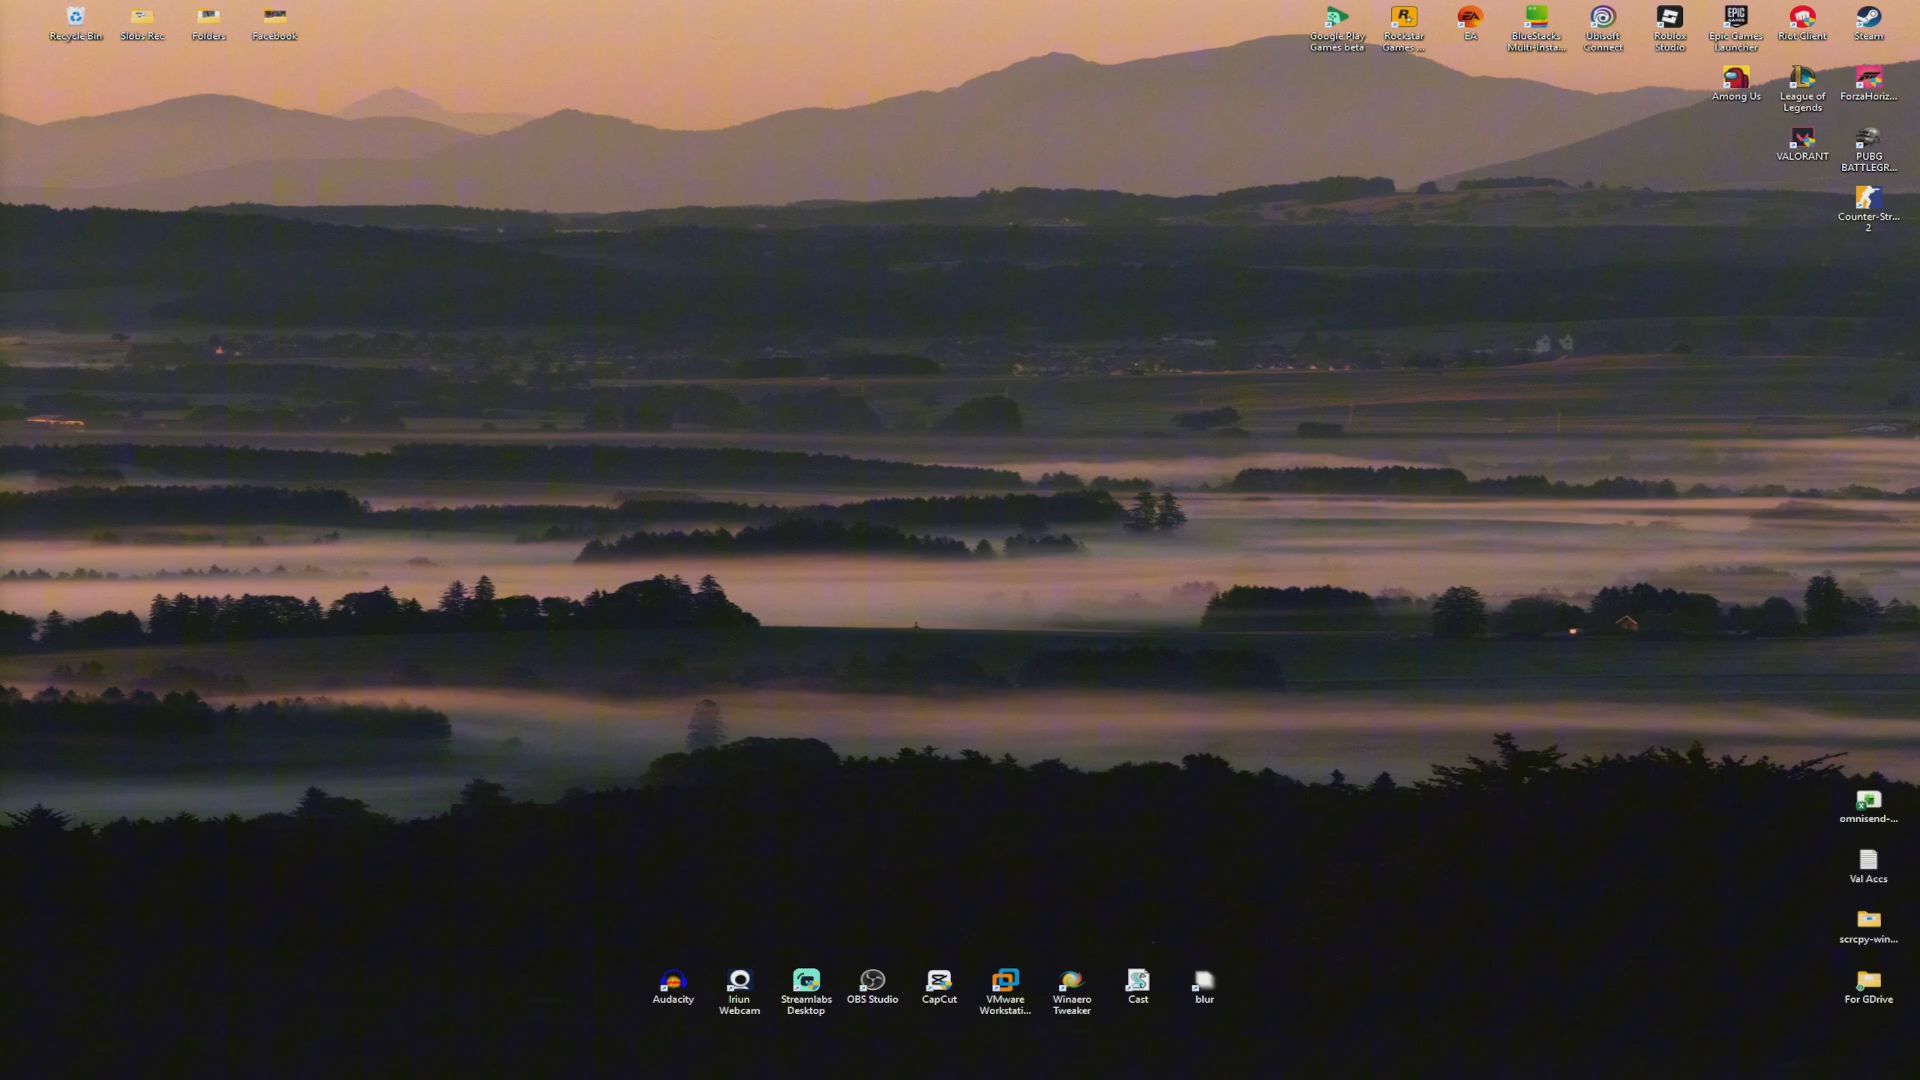 Recycle Bin
Slobs Rec
Folders
Facebook
Google Play
Games beta
Rockstar
Games ...
EA
BlueStacks
Multi-Insta...
Ubisoft
Connect
Roblox
Studio
Epic Games
Launcher
Riot Client
Steam
Among Us
League of
Legends
ForzaHoriz...
VALORANT
PUBG
BATTLEGR...
Counter-Str...
2
omnisend-...
Val Accs
scrcpy-win...
For GDrive
Audacity
Iriun
Webcam
Streamlabs
Desktop
OBS Studio
CapCut
VMware
Workstati...
Winaero
Tweaker
Cast
blur